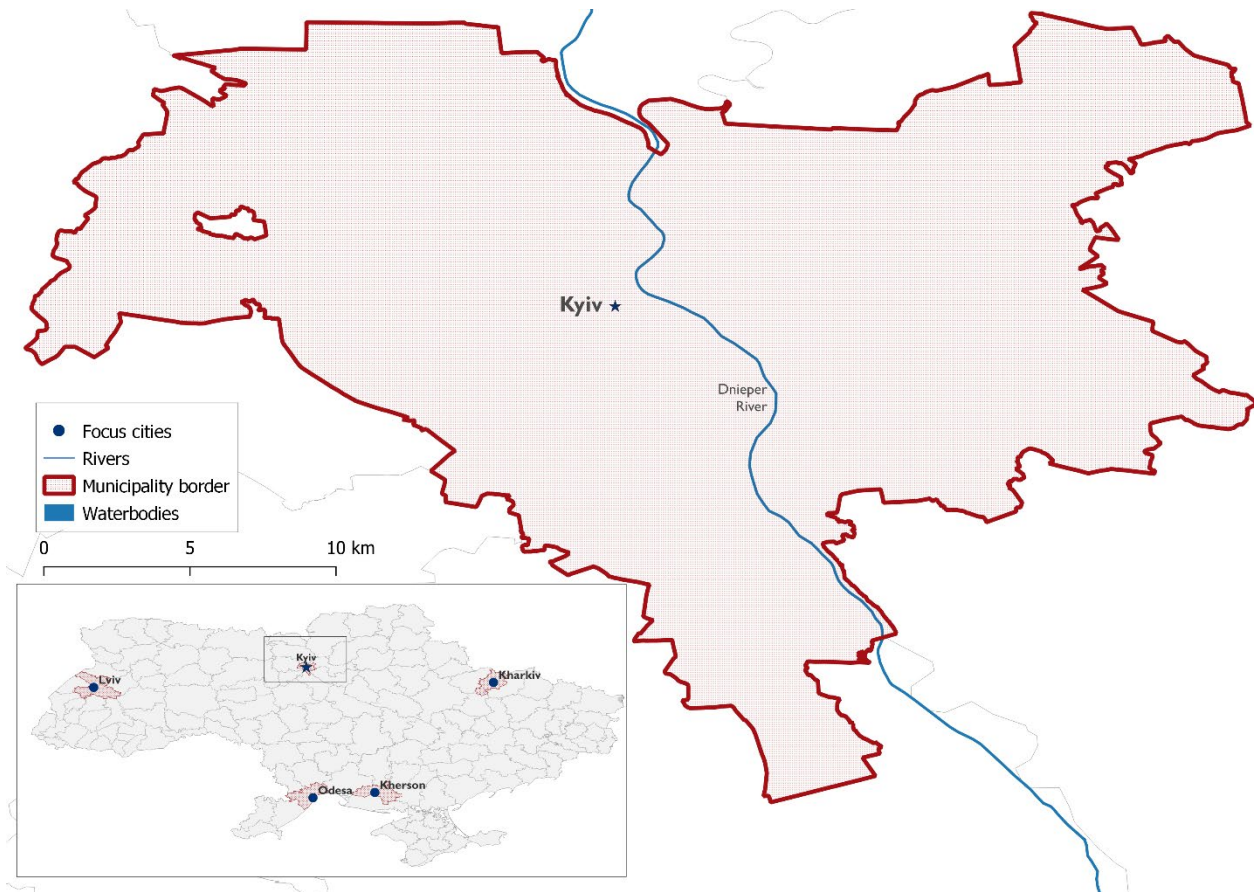 Kyiv
Dnieper
River
Focus cities
Rivers
Municipality border
Waterbodies
0 5 10 km
Kyiv
Lviv
Kharkiv
Kherson
Odesa